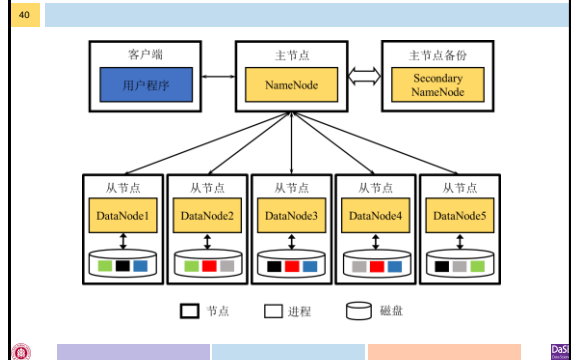 40
客户端
主节点
主节点备份
用户程序
NameNode
Secondary
NameNode
从节点
从节点
从节点
从节点
从节点
DataNode1
DataNode2
DataNode3
DataNode4
DataNode5
节点
进程
磁盘
DaSE